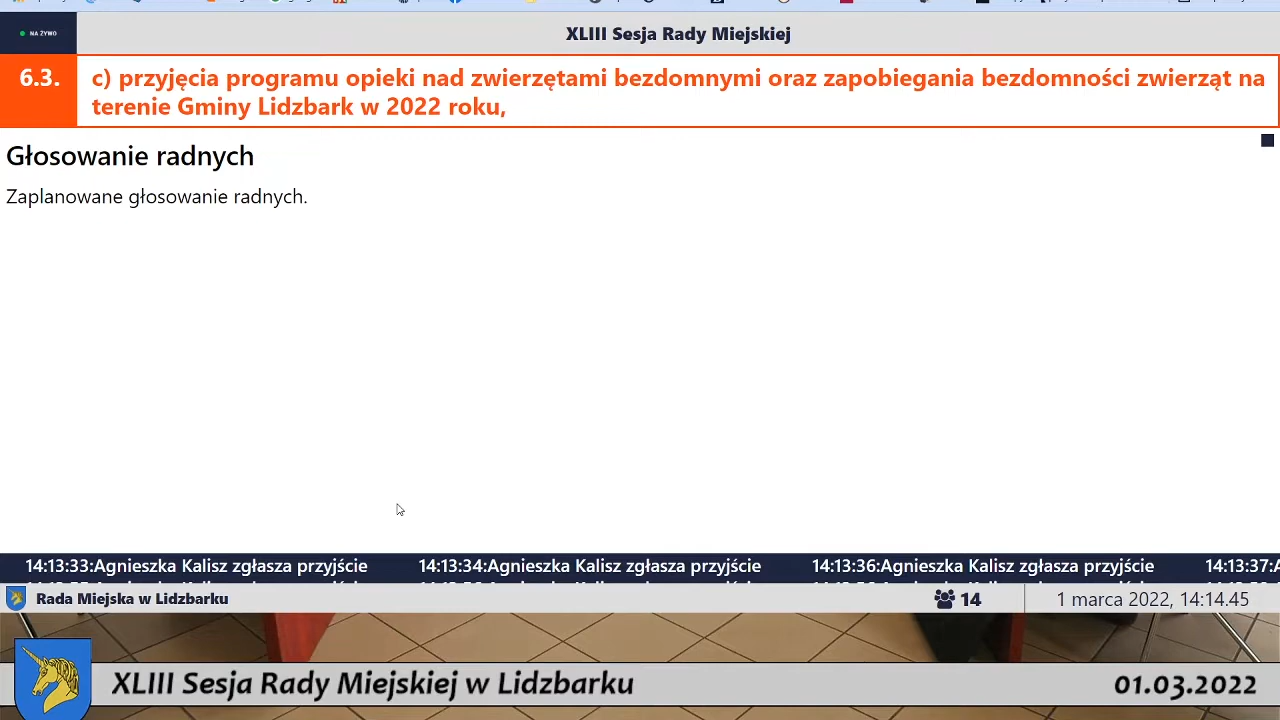 NA ŻYWO
XLIII Sesja Rady Miejskiej
6.3.
c) przyjęcia programu opieki nad zwierzętami bezdomnymi oraz zapobiegania bezdomności zwierząt na
terenie Gminy Lidzbark w 2022 roku,
Głosowanie radnych
Zaplanowane głosowanie radnych.
14:13:33:Agnieszka Kalisz zgłasza przyjście 14:13:34:Agnieszka Kalisz zgłasza przyjście 14:13:36:Agnieszka Kalisz zgłasza przyjście 14:13:37:
Rada Miejska w Lidzbarku
14
1 marca 2022, 14:14.45
XLIII Sesja Rady Miejskiej w Lidzbarku
01.03.2022